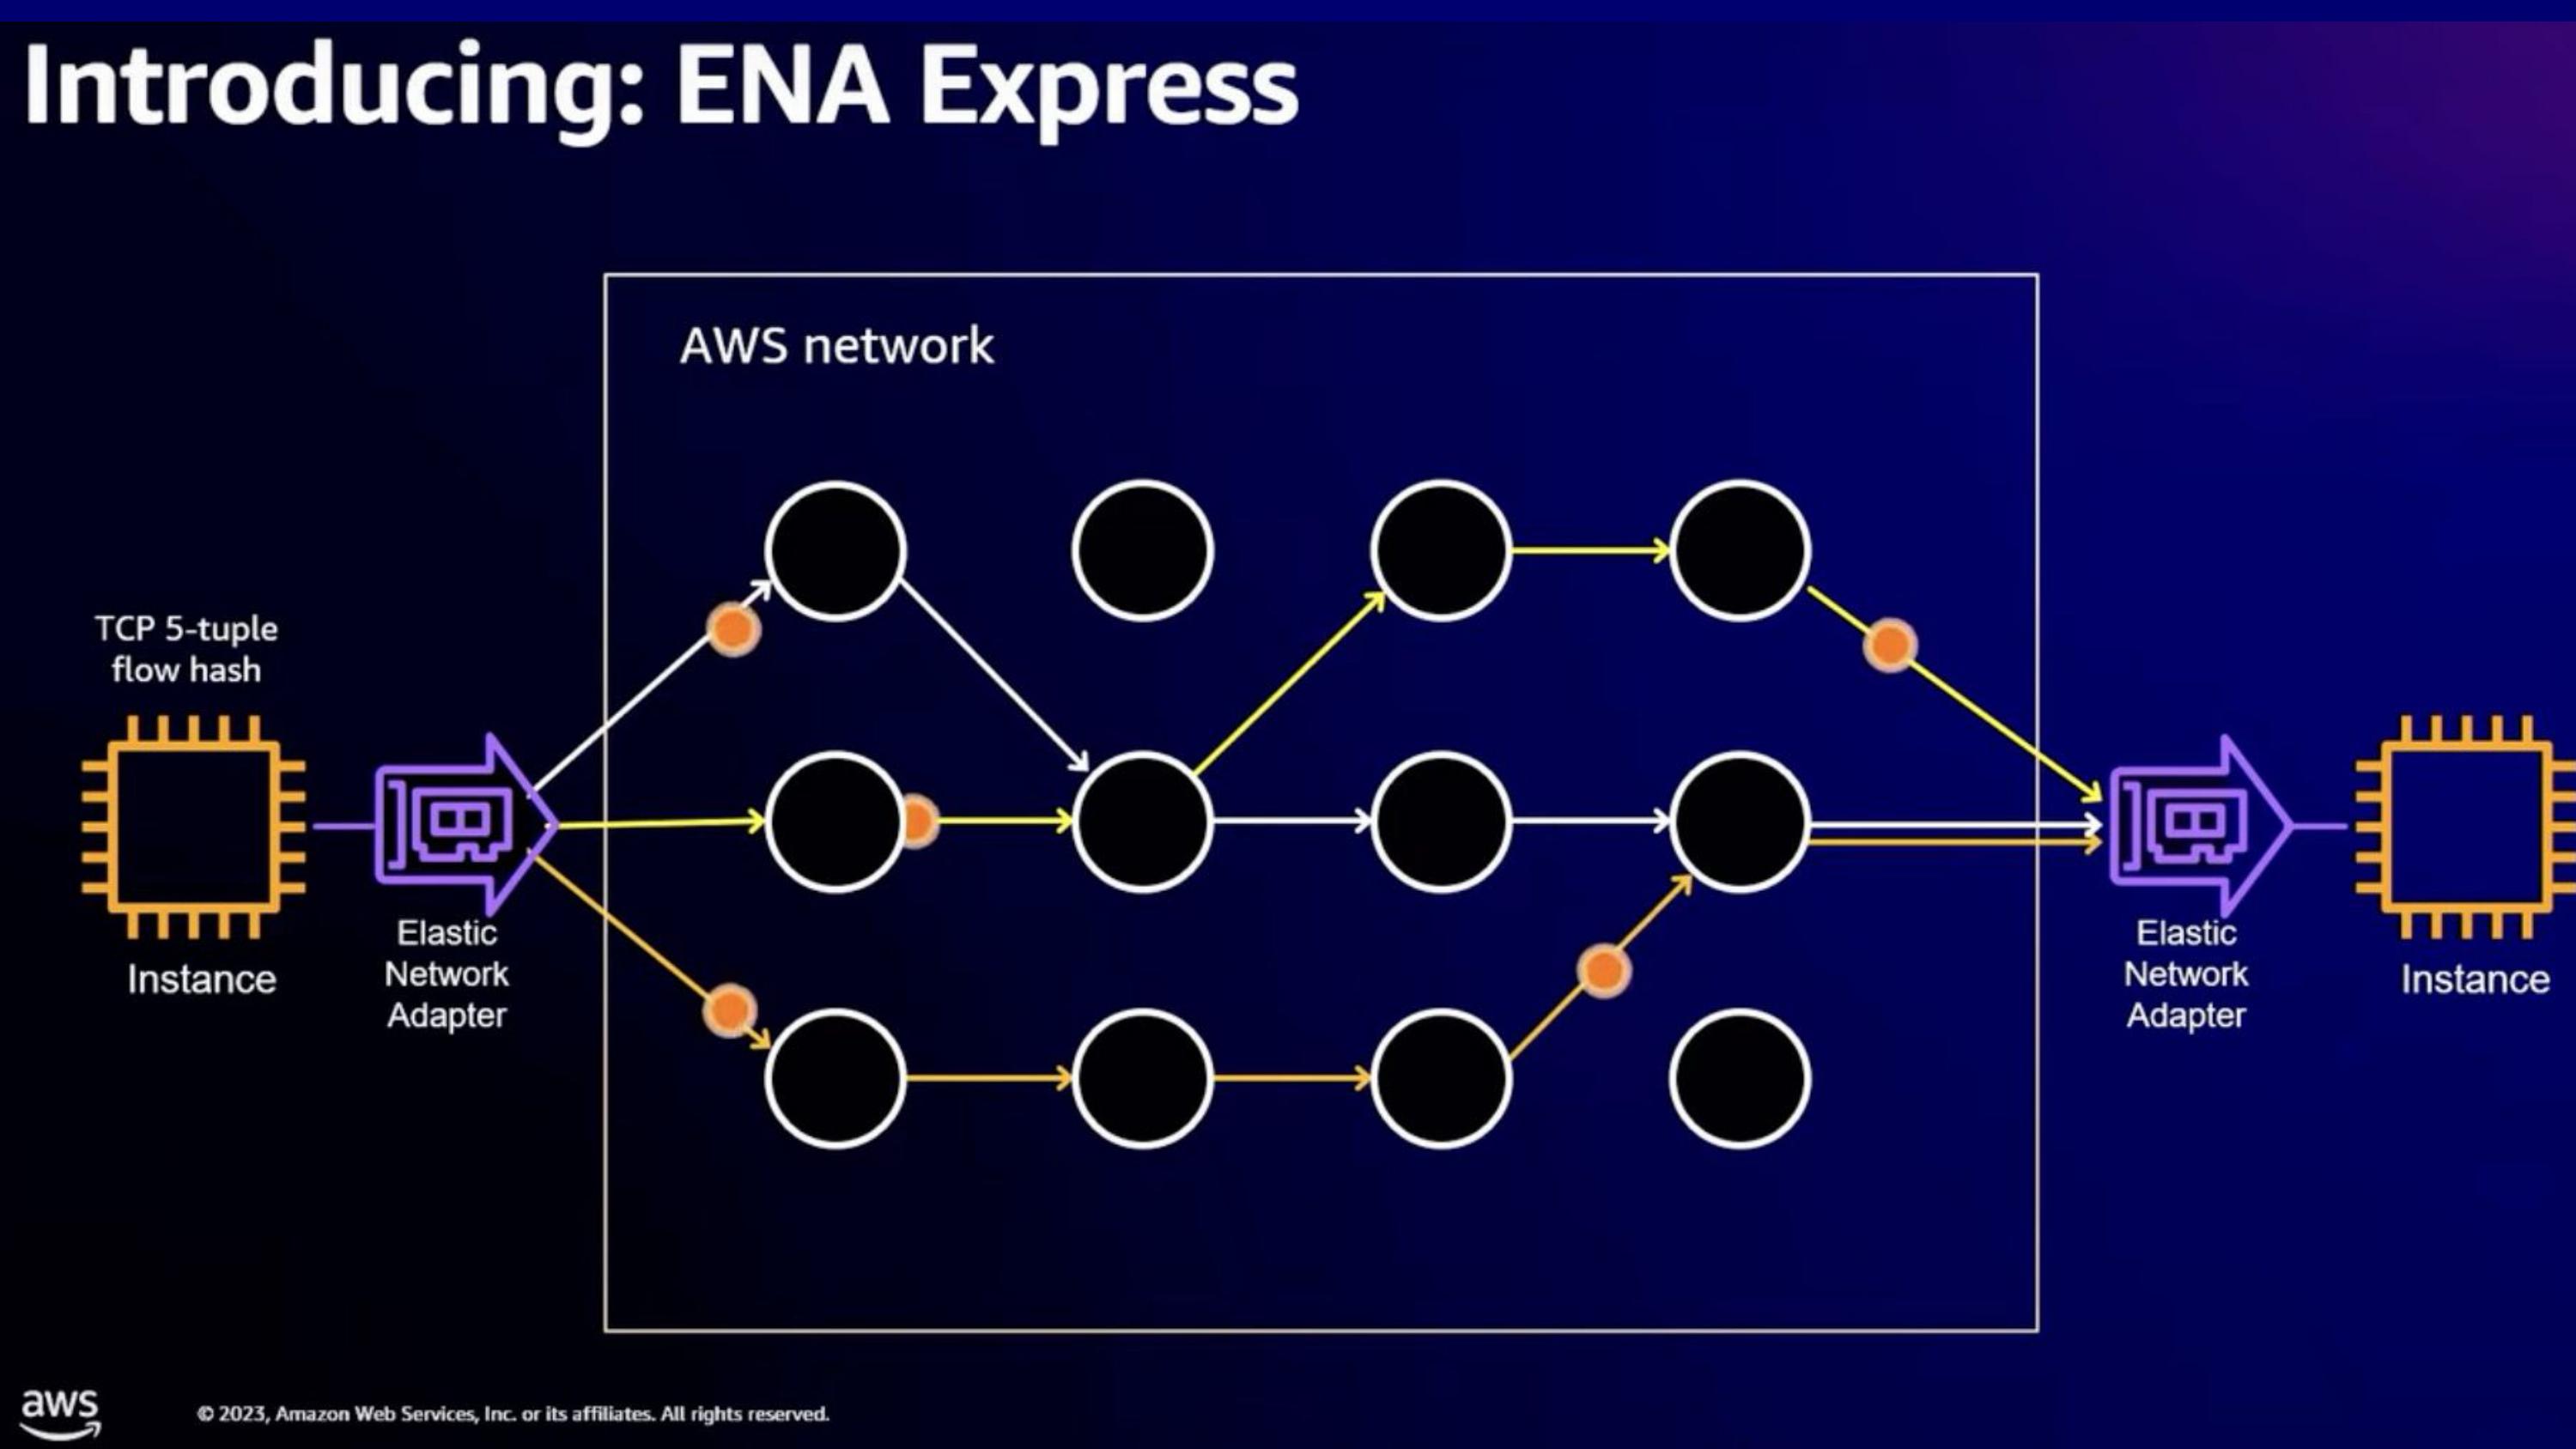 Introducing: ENA Express
AWS network
TCP 5-tuple
flow hash
Instance
Elastic
Network
Adapter
Elastic
Network
Adapter
Instance
aws
© 2023, Amazon Web Services, Inc. or its affiliates. All rights reserved.